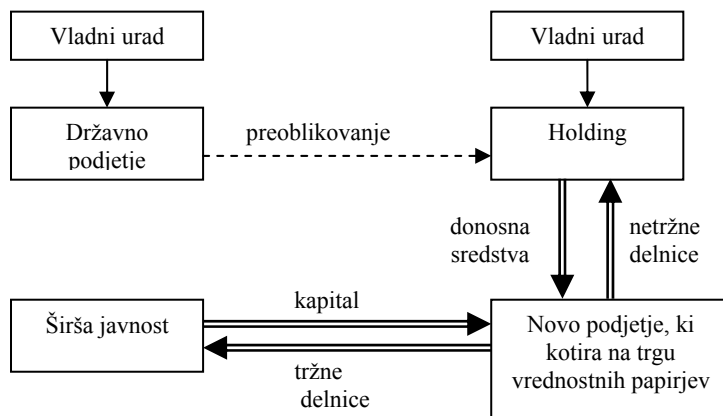 Vladni urad
Vladni urad
Državno
podjetje
preoblikovanje
Holding
donosna
sredstva
netržne
delnice
Širša javnost
kapital
tržne
delnice
Novo podjetje, ki
kotira na trgu
vrednostnih papirjev